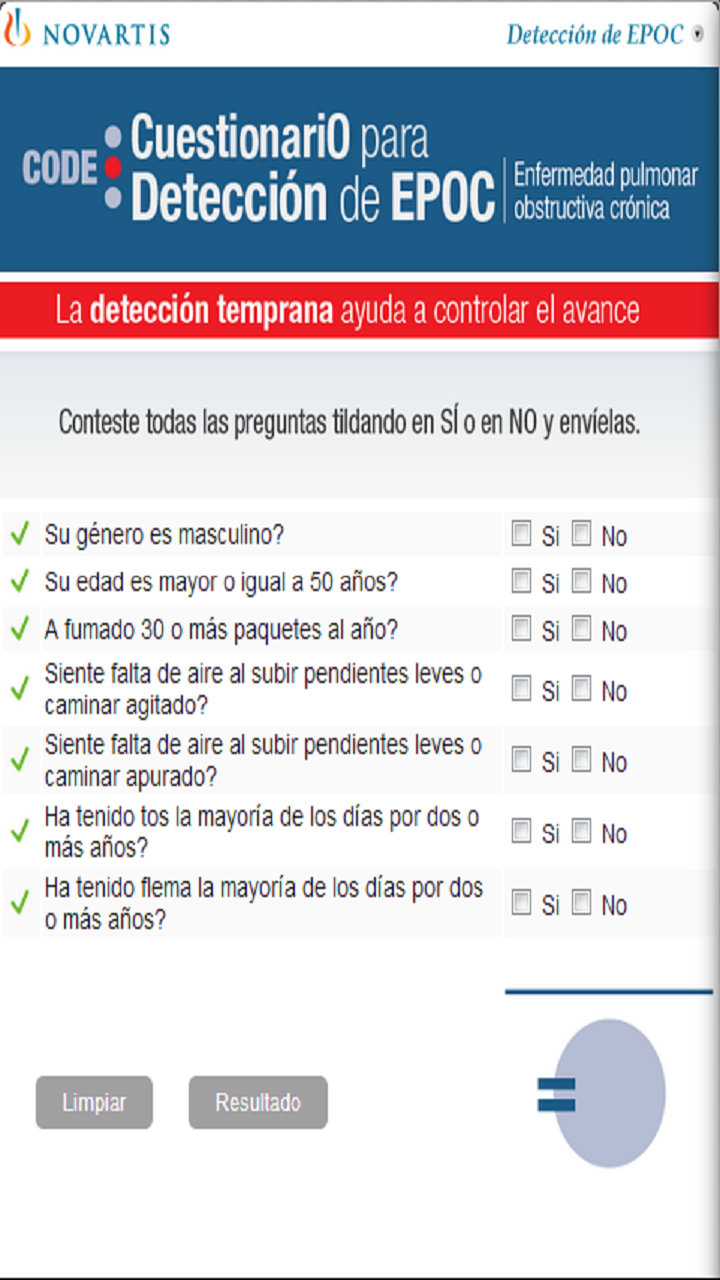 NOVARTIS
Detección de EPOC
CODE
CuestionariO para
Detección de EPOC
Enfermedad pulmonar
obstructiva crónica
La detección temprana ayuda a controlar el avance
Conteste todas las preguntas tildando en SÍ o en NO y envíelas.
Su género es masculino? Si No
Su edad es mayor o igual a 50 años? Si No
A fumado 30 o más paquetes al año? Si No
Siente falta de aire al subir pendientes leves o
caminar agitado? Si No
Siente falta de aire al subir pendientes leves o
caminar apurado? Si No
Ha tenido tos la mayoría de los días por dos o
más años? Si No
Ha tenido flema la mayoría de los días por dos
o más años? Si No
=
Limpiar Resultado